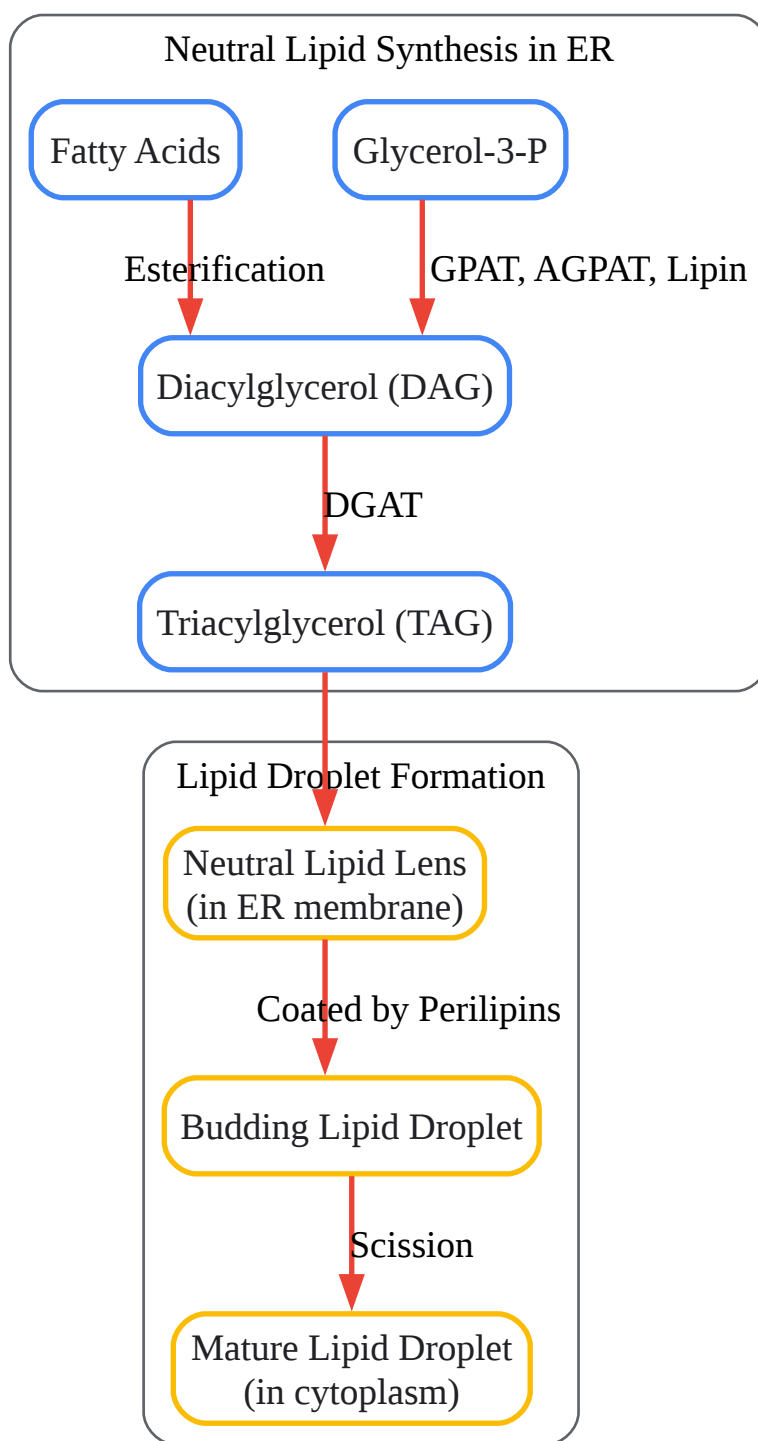 Neutral Lipid Synthesis in ER
Fatty Acids
Glycerol-3-P
Esterification
GPAT, AGPAT, Lipin
Diacylglycerol (DAG)
DGAT
Triacylglycerol (TAG)
Lipid Droplet Formation
Neutral Lipid Lens
(in ER membrane)
Coated by Perilipins
Budding Lipid Droplet
Scission
Mature Lipid Droplet
(in cytoplasm)